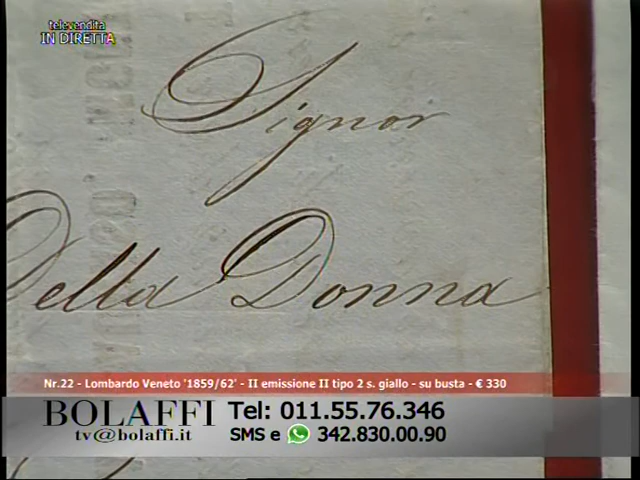 televendita
IN DIRETTA
Signor
Della Donna
Nr.22 - Lombardo Veneto '1859/62' - II emissione II tipo 2 s. giallo - su busta - € 330
BOLAFFI
tv@bolaffi.it
Tel: 011.55.76.346
SMS e 342.830.00.90